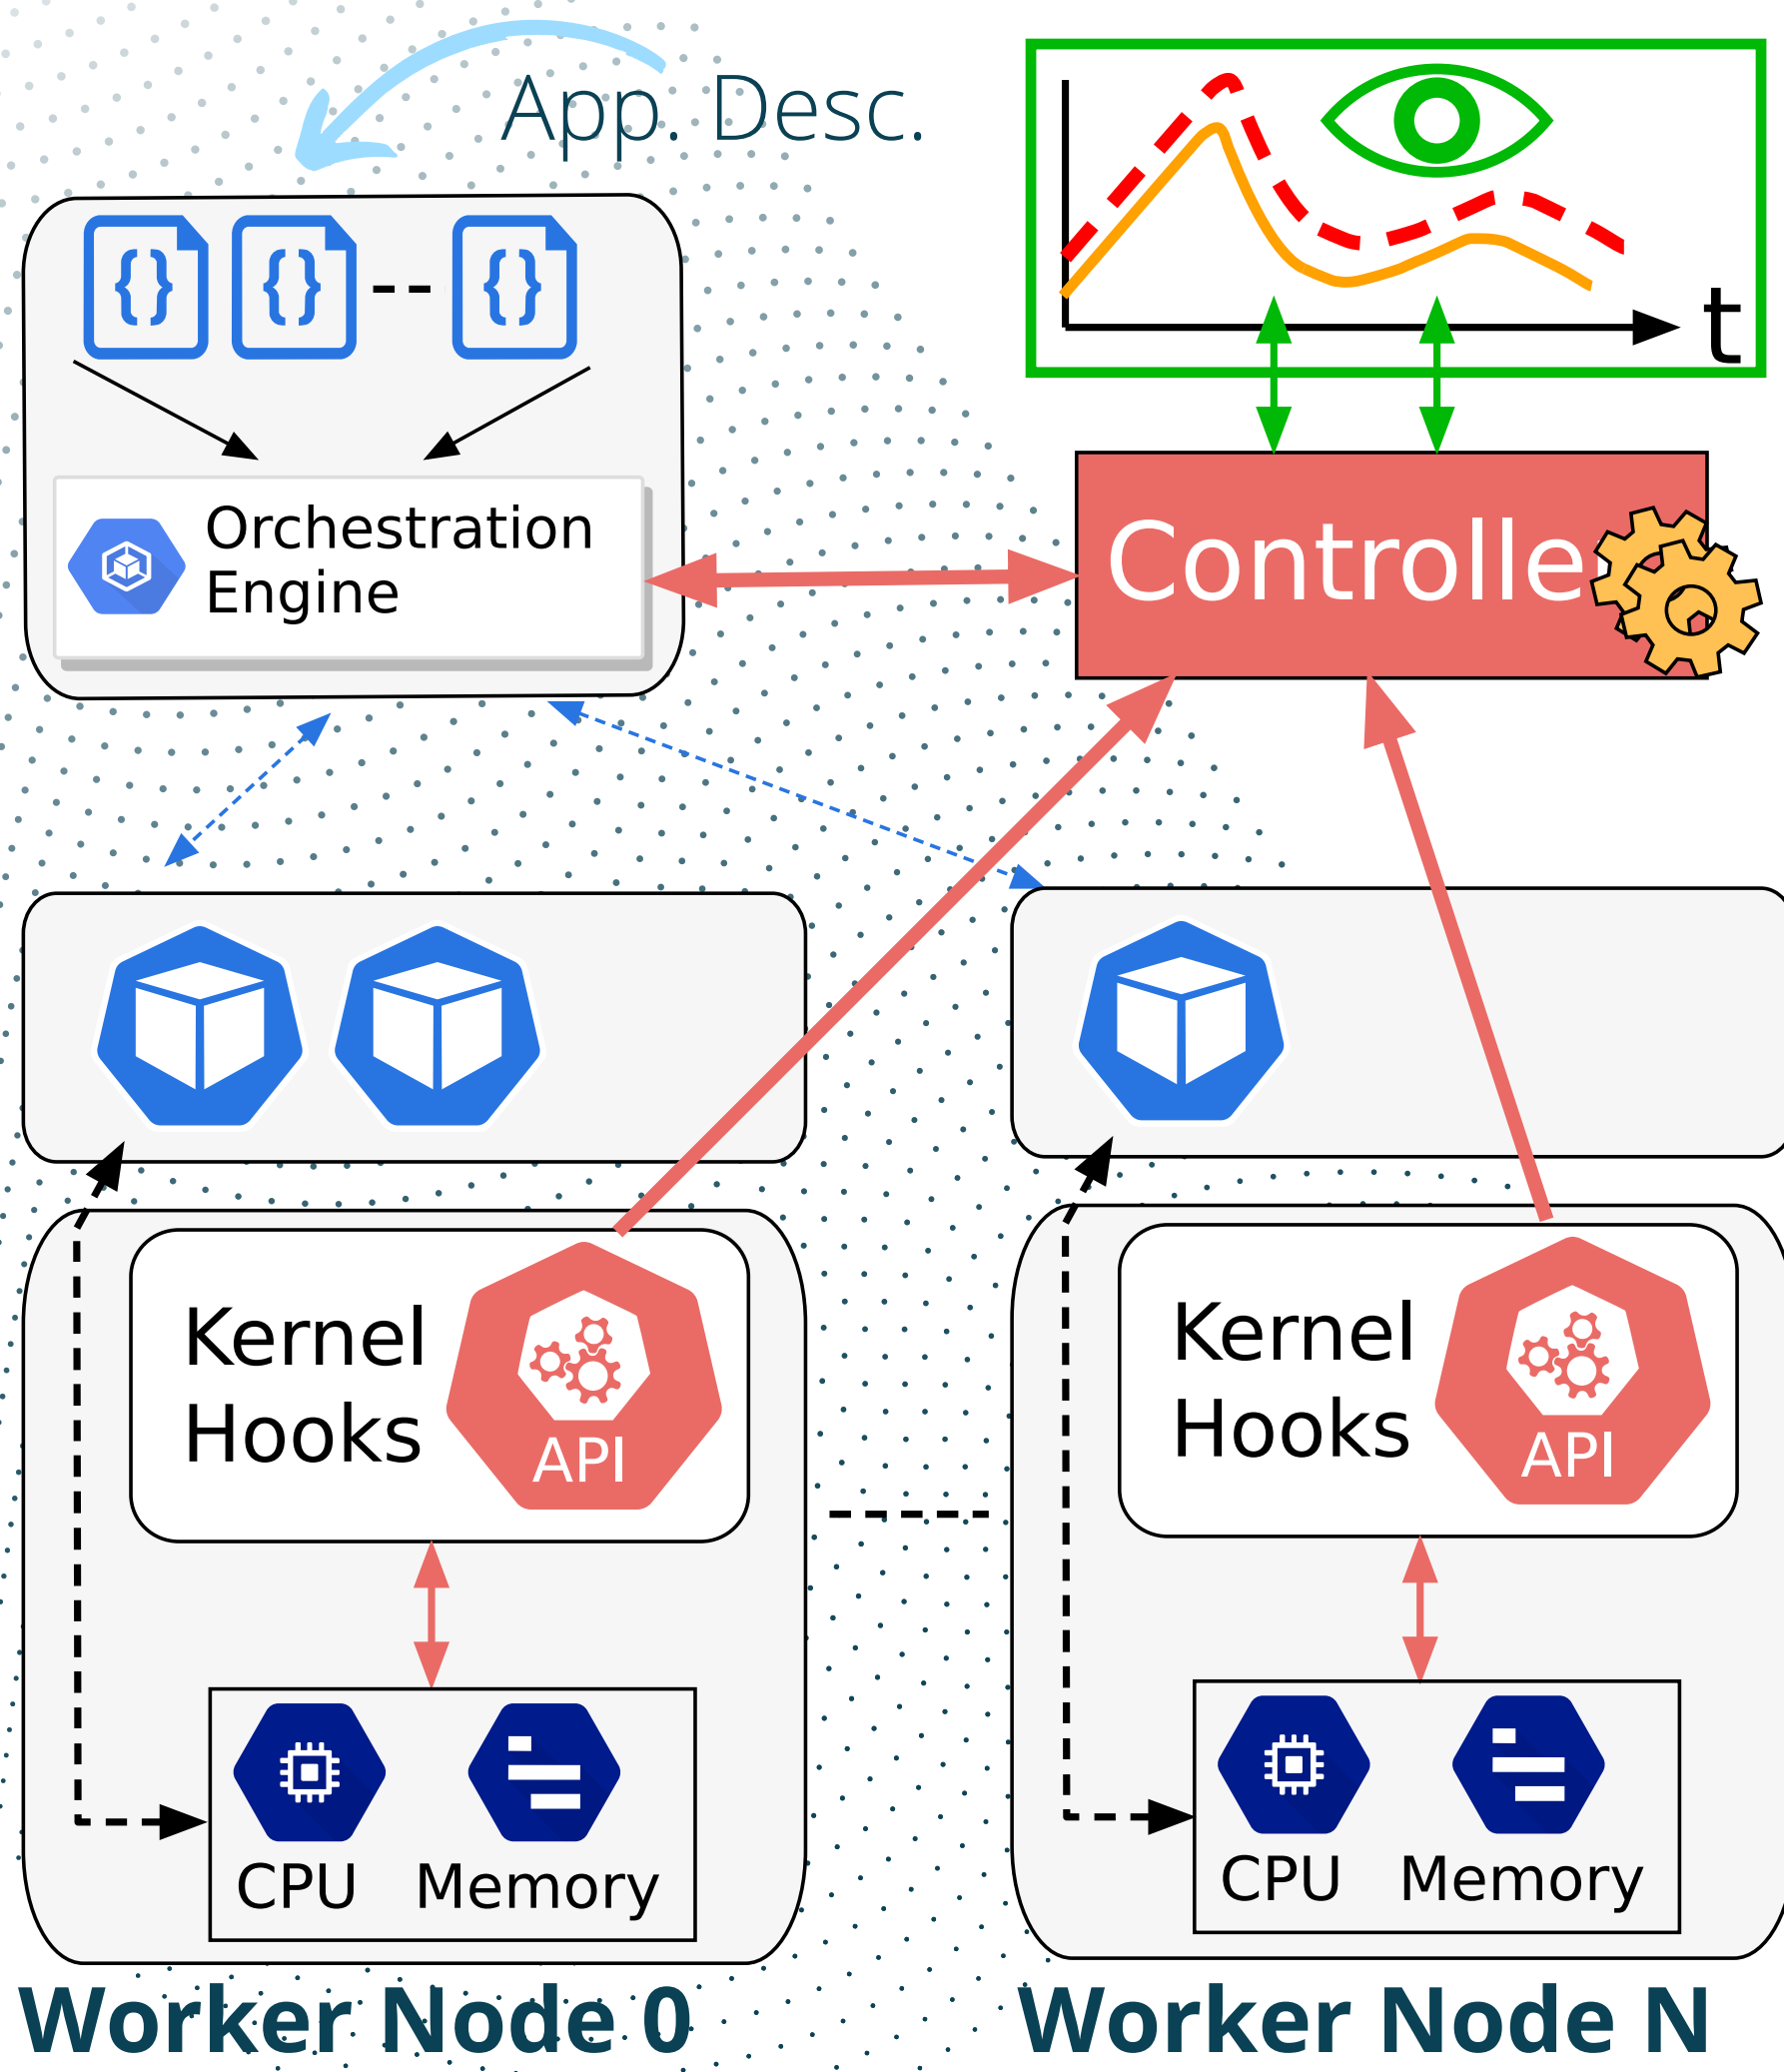 App. Desc.
{}
{}
{}
t
Orchestration
Engine
Controlle
Kernel
Hooks
API
Kernel
Hooks
API
CPU
Memory
CPU
Memory
Worker Node 0
Worker Node N